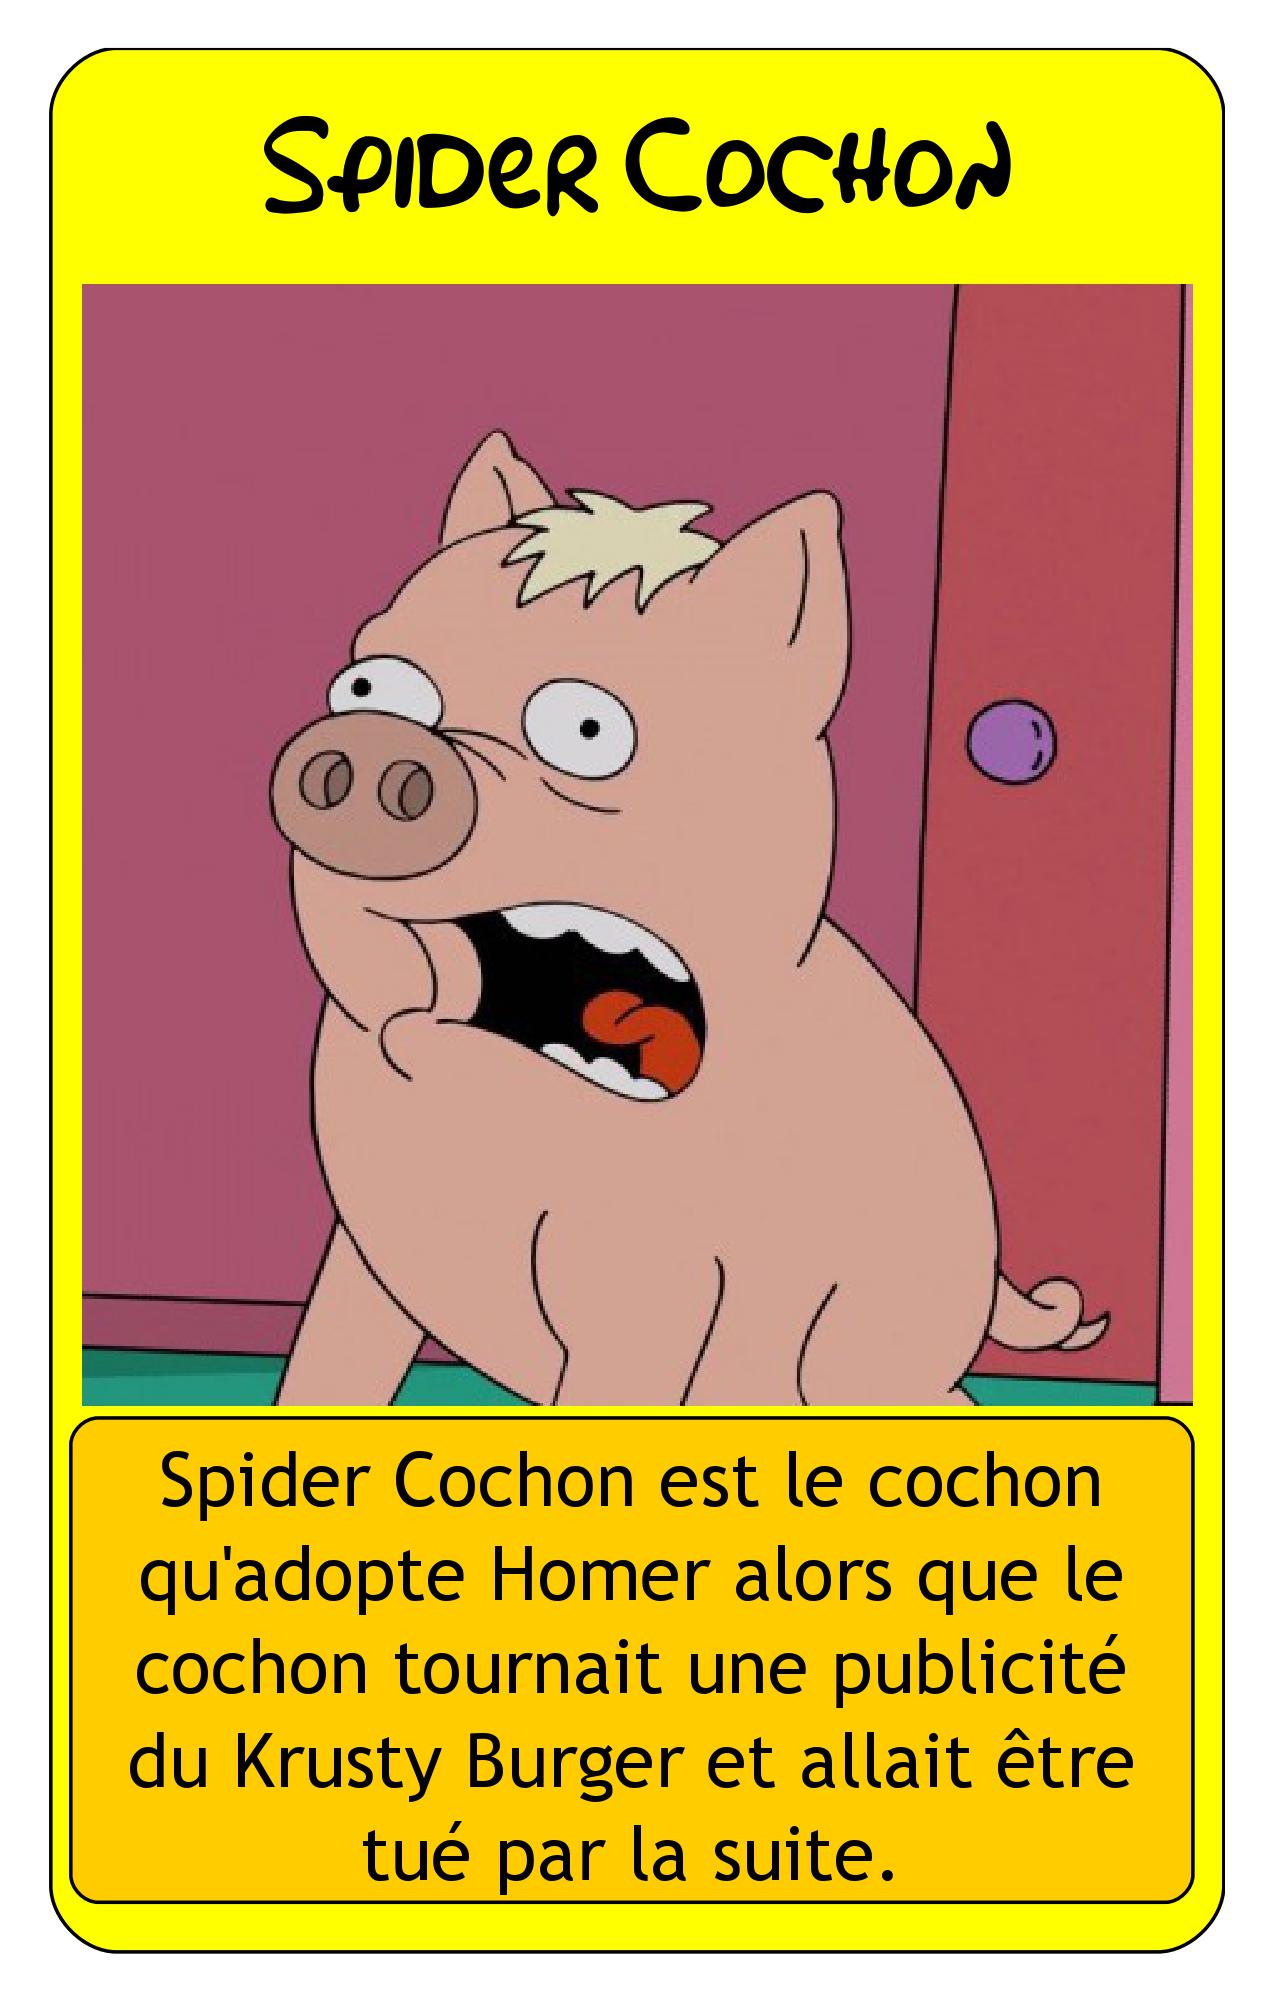 Spider Cochon
Spider Cochon est le cochon
qu'adopte Homer alors que le
cochon tournait une publicité
du Krusty Burger et allait être
tué par la suite.